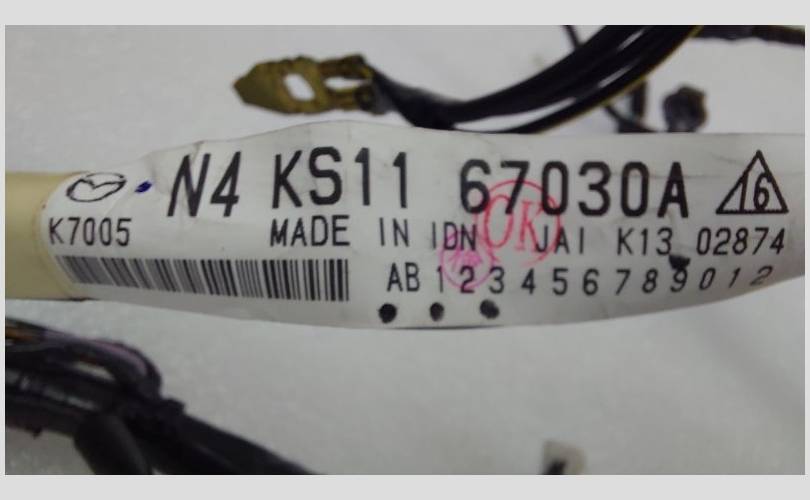 N4 KS11 67030A 16
K7005 MADE IN IDN JAI K13 02874
OK
AB 1 2 3 4 5 6 7 8 9 0 1 2